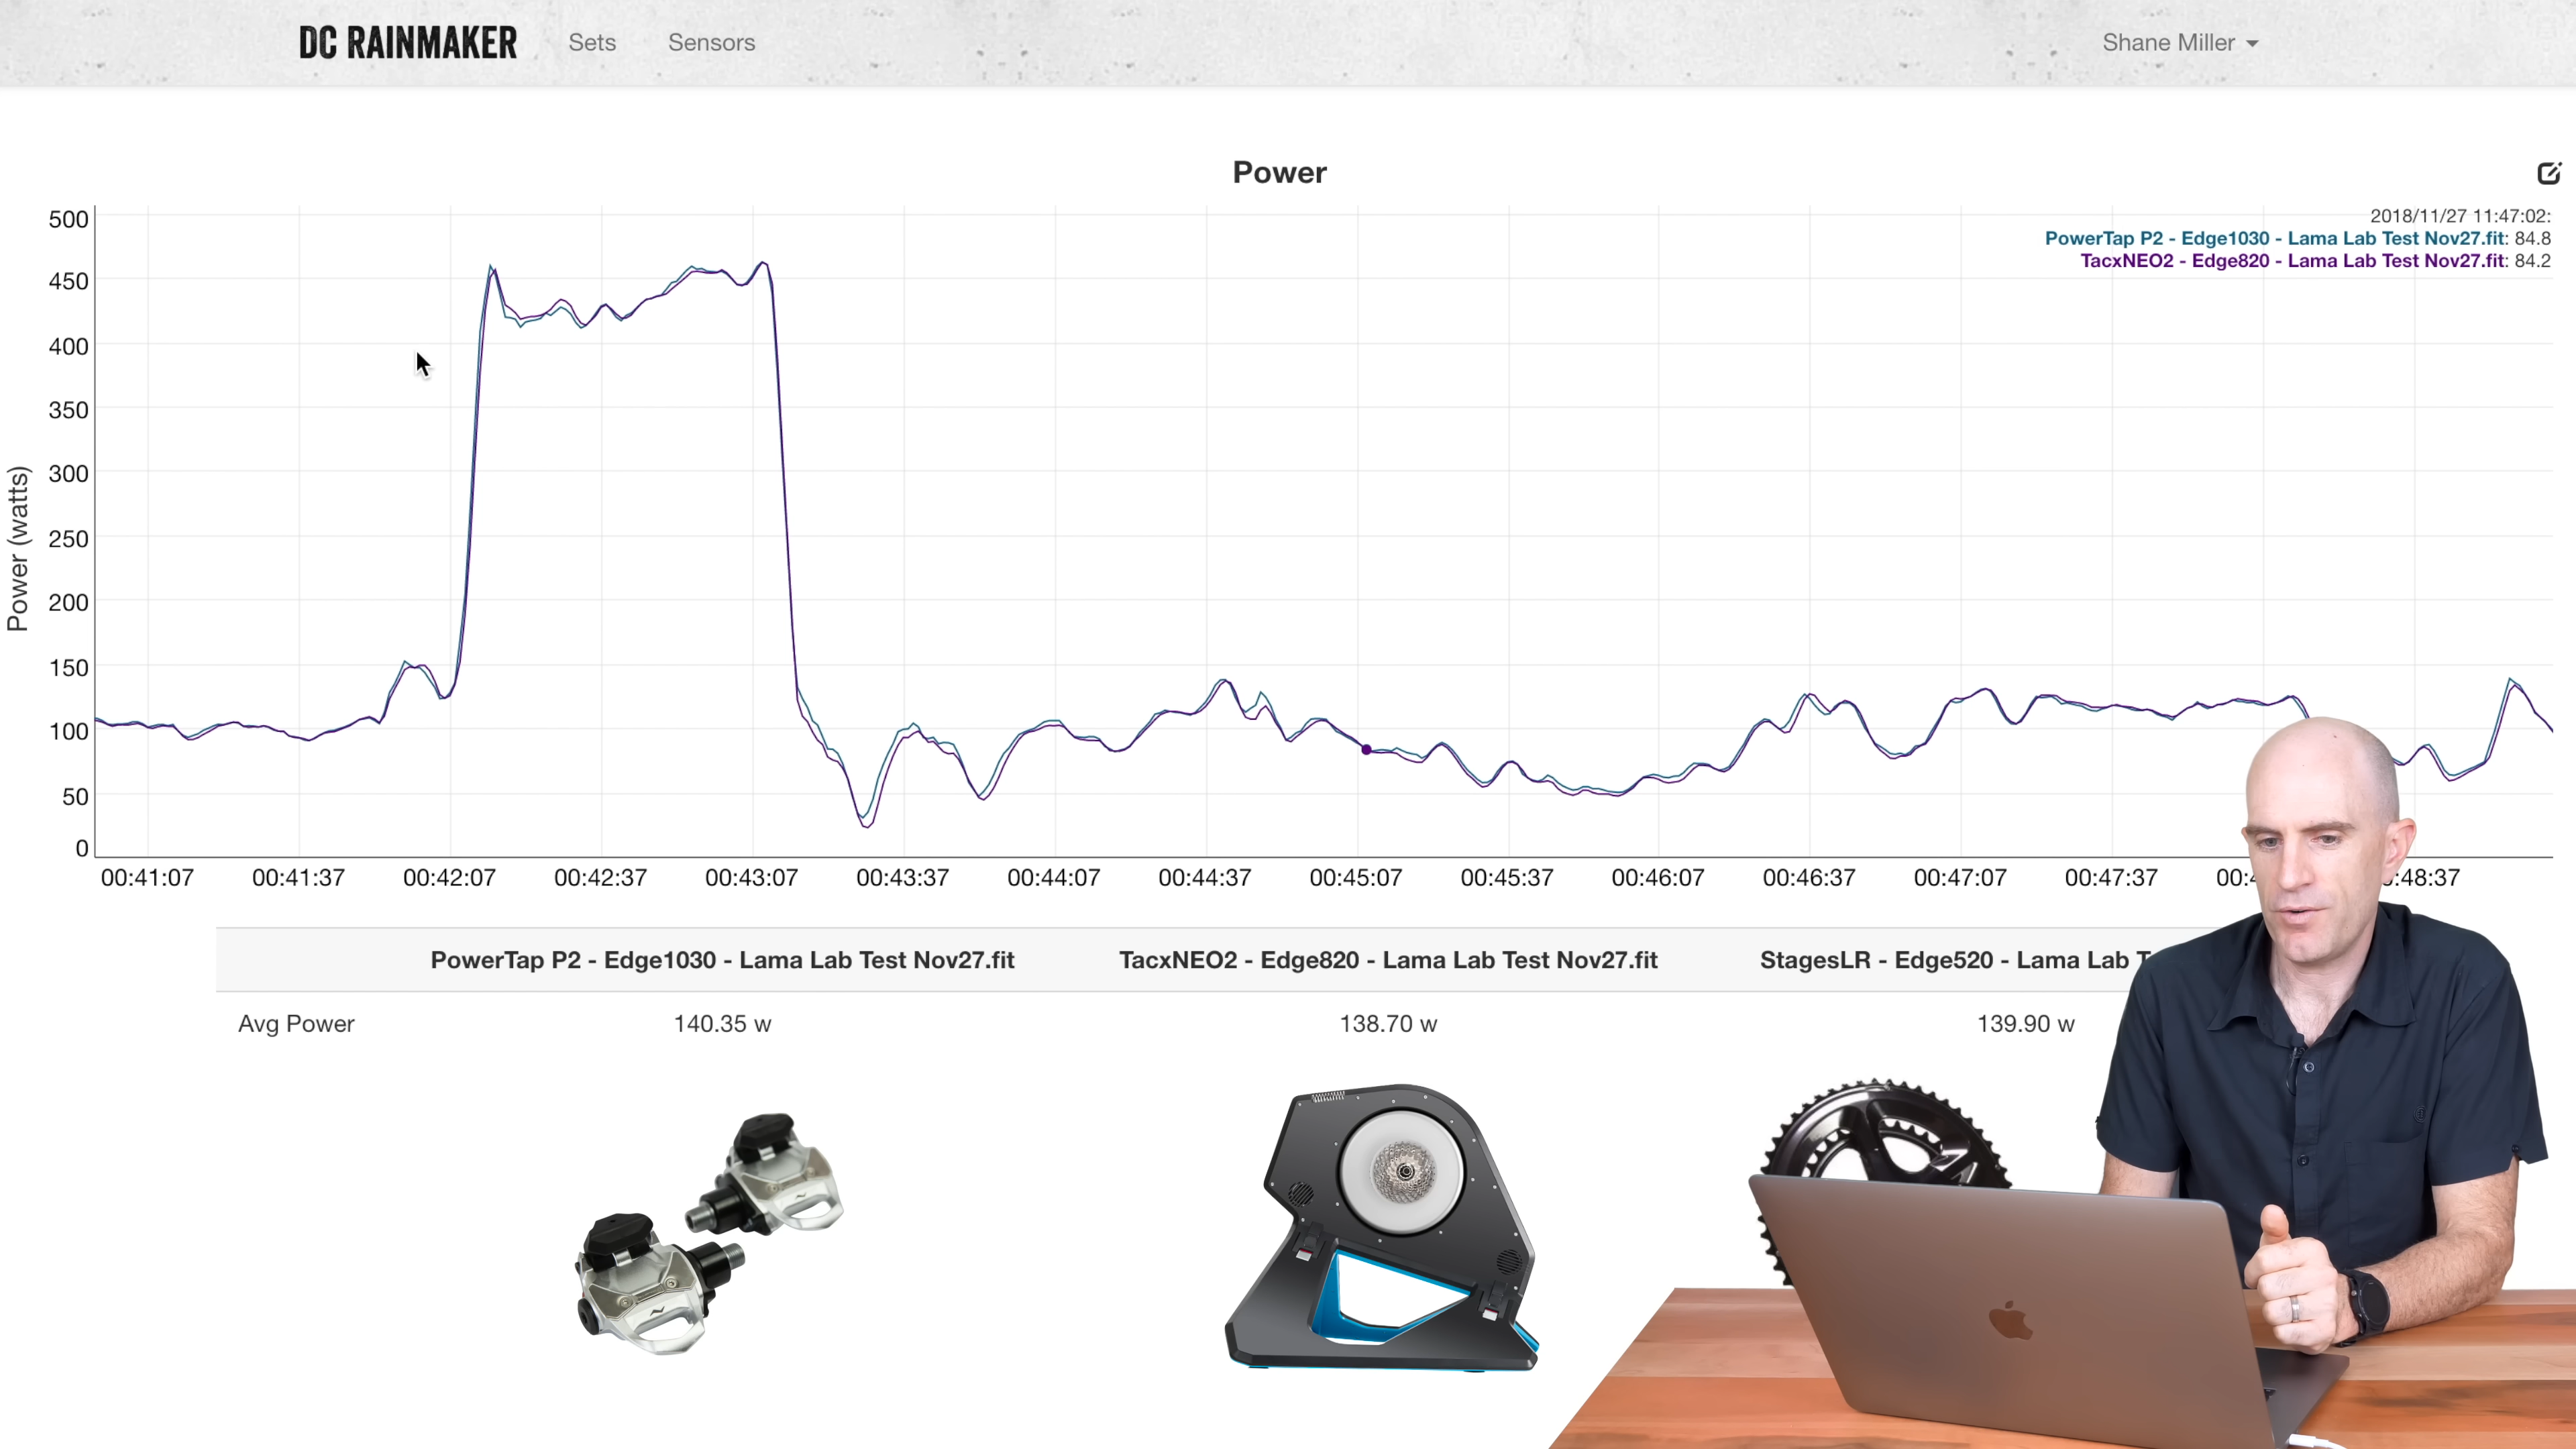 DC RAINMAKER Sets Sensors Shane Miller
Power
2018/11/27 11:47:02:
PowerTap P2 - Edge1030 - Lama Lab Test Nov27.fit: 84.8
TacxNEO2 - Edge820 - Lama Lab Test Nov27.fit: 84.2
Power (watts)
500
450
400
350
300
250
200
150
100
50
0
00:41:07 00:41:37 00:42:07 00:42:37 00:43:07 00:43:37 00:44:07 00:44:37 00:45:07 00:45:37 00:46:07 00:46:37 00:47:07 00:47:37 00:4 :48:37
PowerTap P2 - Edge1030 - Lama Lab Test Nov27.fit TacxNEO2 - Edge820 - Lama Lab Test Nov27.fit StagesLR - Edge520 - Lama Lab T
Avg Power 140.35 w 138.70 w 139.90 w